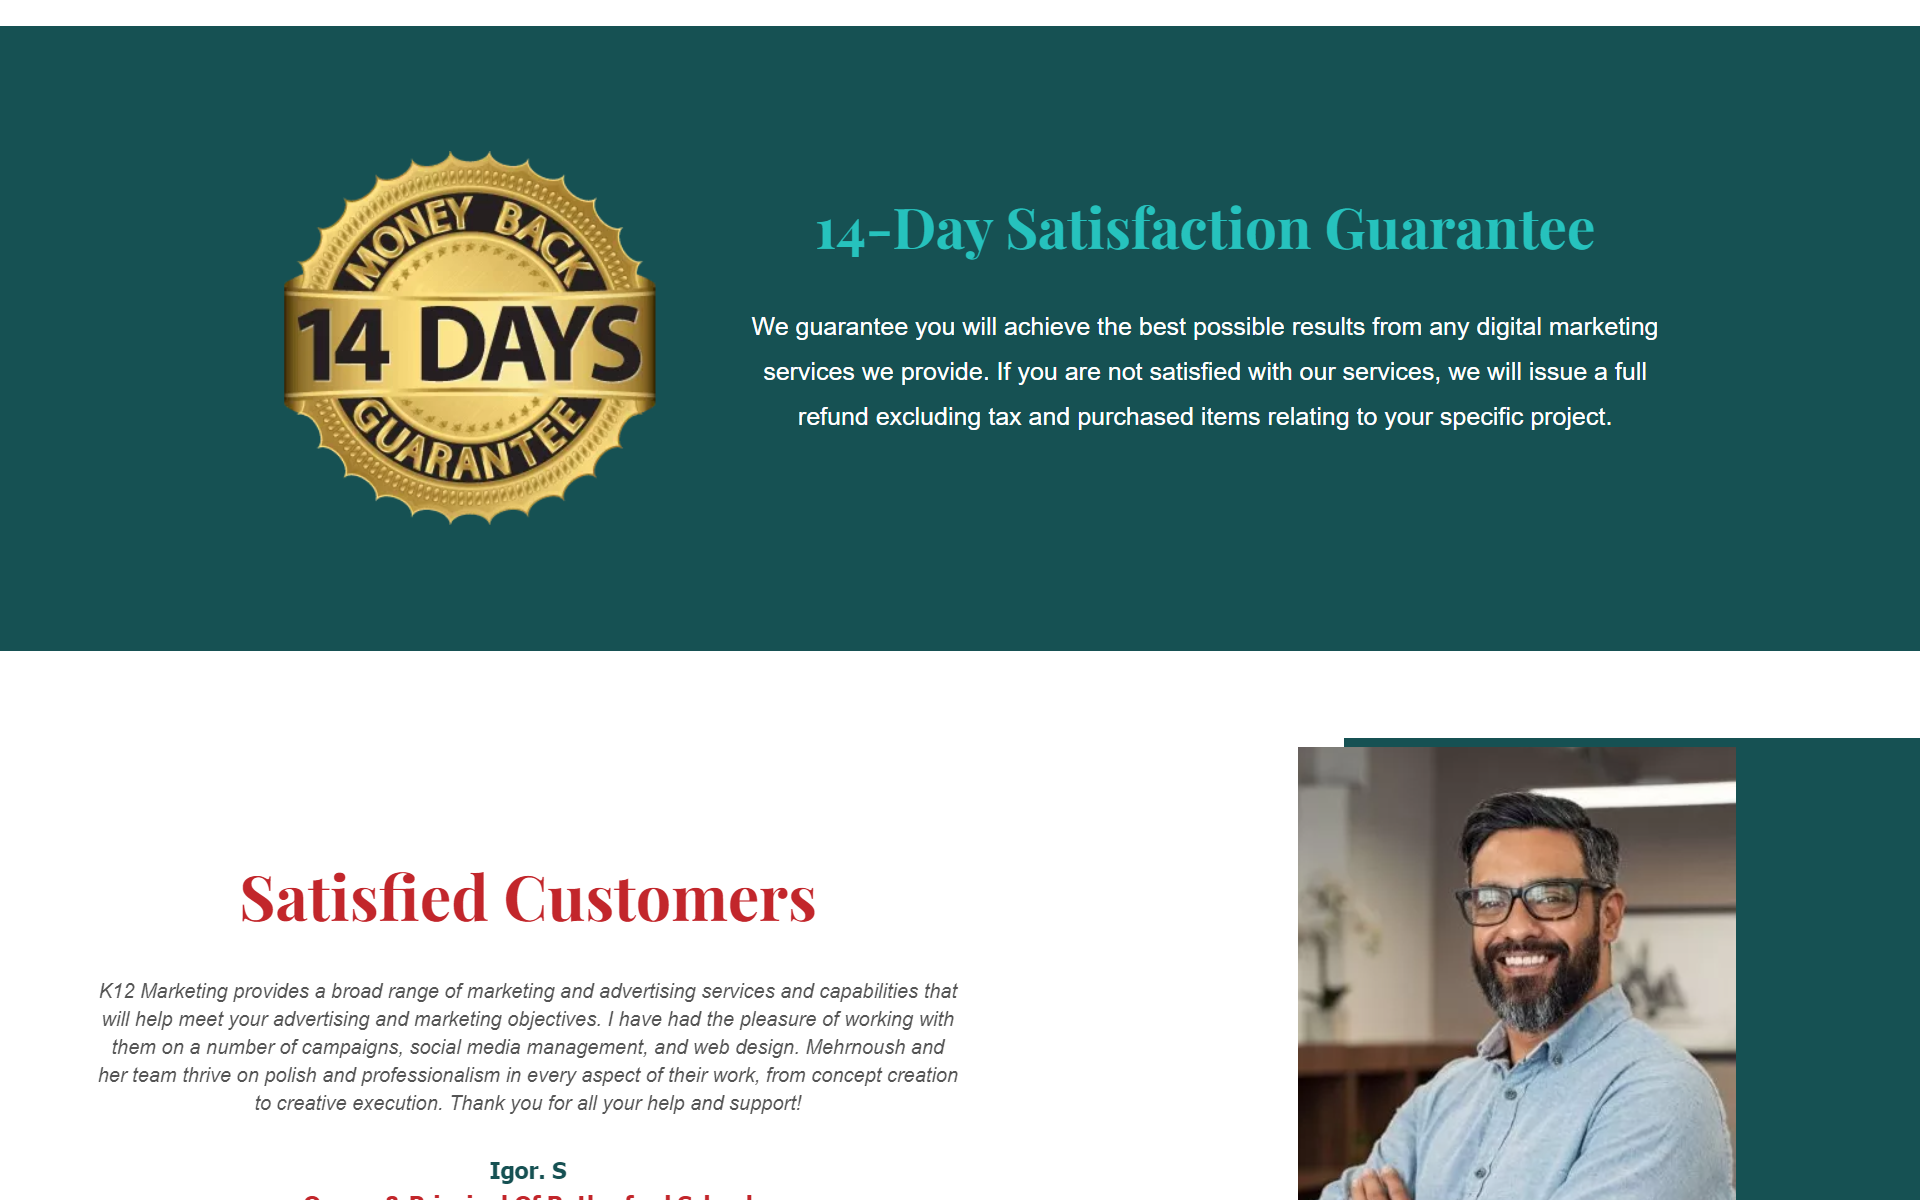 MONEY BACK
14 DAYS
GUARANTEE
14-Day Satisfaction Guarantee
We guarantee you will achieve the best possible results from any digital marketing
services we provide. If you are not satisfied with our services, we will issue a full
refund excluding tax and purchased items relating to your specific project.
Satisfied Customers
K12 Marketing provides a broad range of marketing and advertising services and capabilities that
will help meet your advertising and marketing objectives. I have had the pleasure of working with
them on a number of campaigns, social media management, and web design. Mehrnoush and
her team thrive on polish and professionalism in every aspect of their work, from concept creation
to creative execution. Thank you for all your help and support!
Igor. S